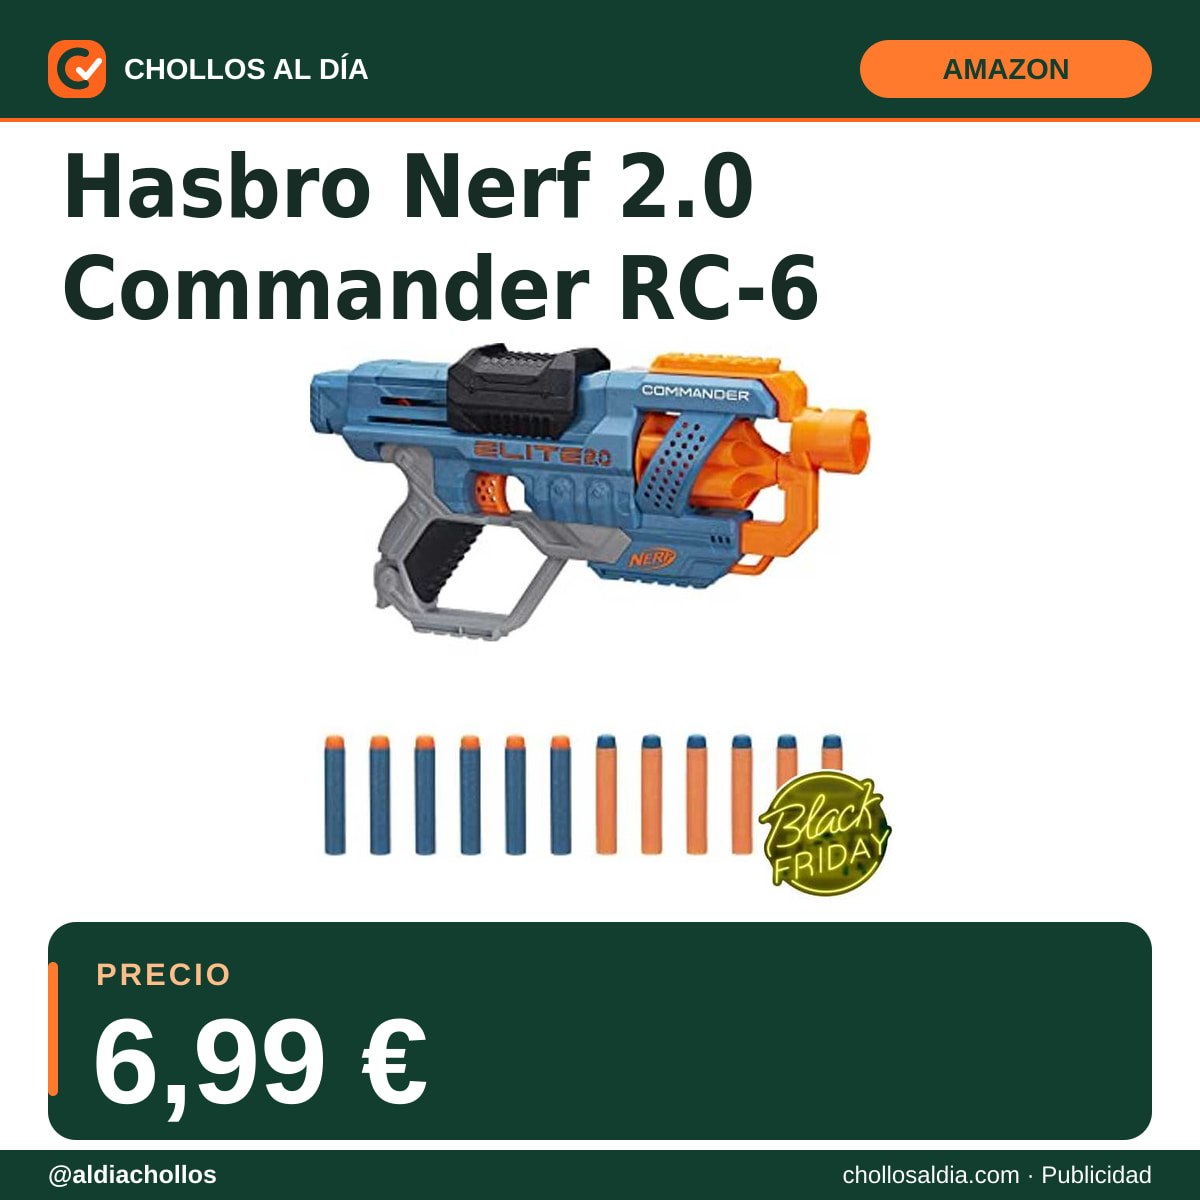 CHOLLOS AL DÍA
AMAZON
Hasbro Nerf 2.0
Commander RC-6
COMMANDER
ELITE 2.0
NERF
Black
FRIDAY
PRECIO
6,99 €
@aldiachollos
chollosaldia.com · Publicidad